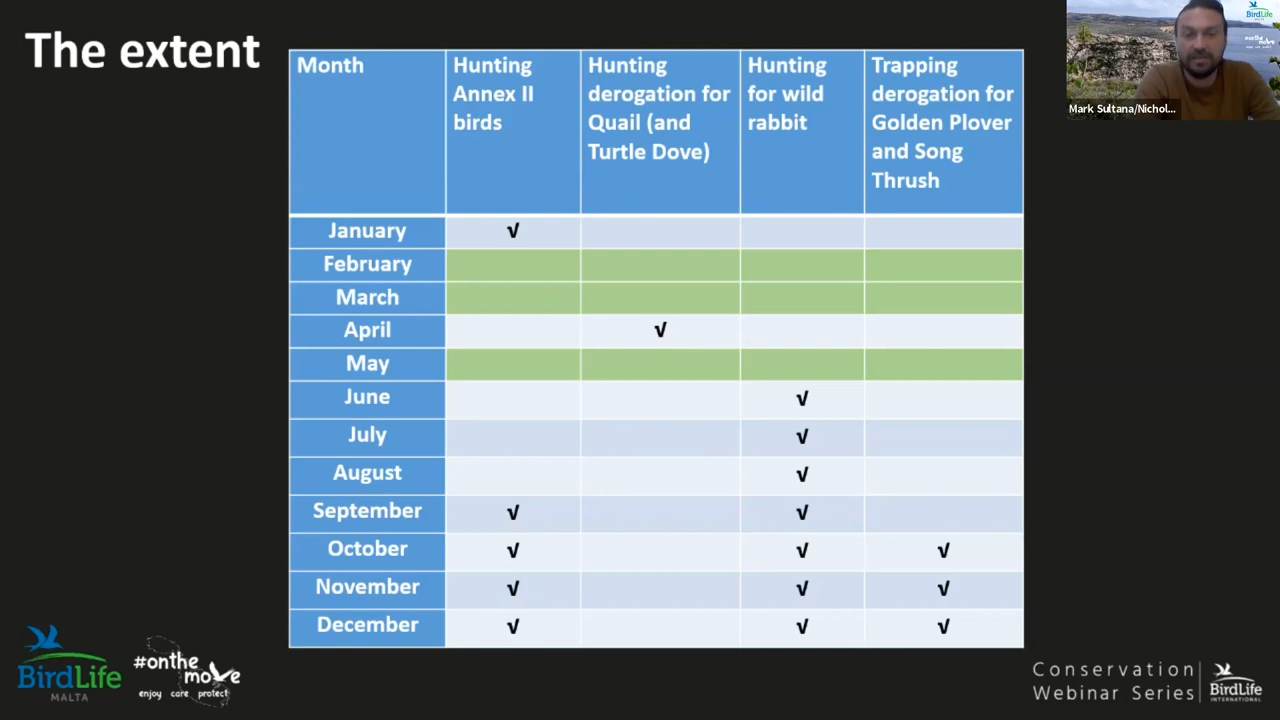 The extent
Month
Hunting
Annex II
birds
Hunting
derogation for
Quail (and
Turtle Dove)
Hunting
for wild
rabbit
Trapping
derogation for
Golden Plover
and Song
Thrush
January √
February
March
April √
May
June √
July √
August √
September √ √
October √ √ √
November √ √ √
December √ √ √
BirdLife
Mark Sultana/Nichol...
BirdLife
MALTA
#onthe
move
enjoy care protect
Conservation
Webinar Series
BirdLife
INTERNATIONAL